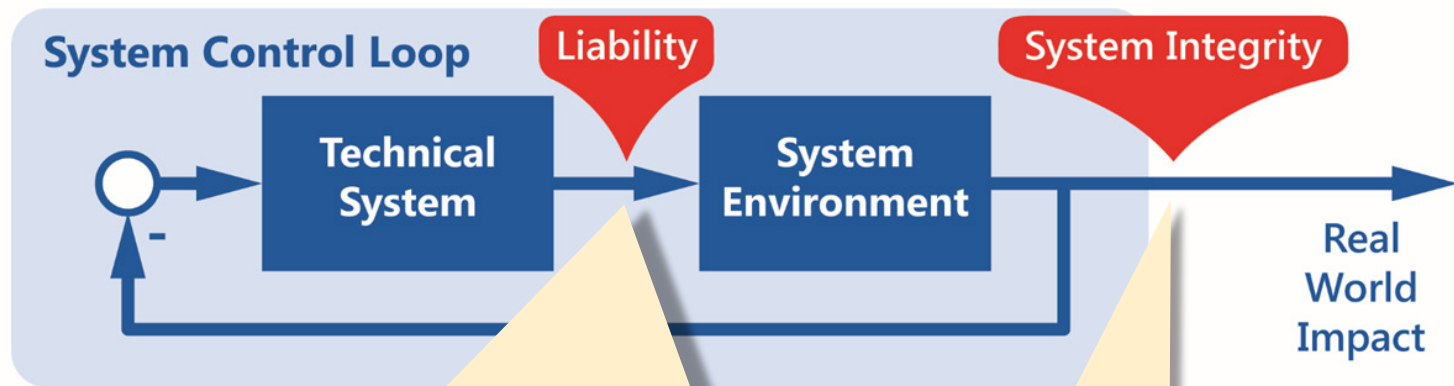 System Control Loop
Liability
System Integrity
Technical
System
System
Environment
-
Real
World
Impact